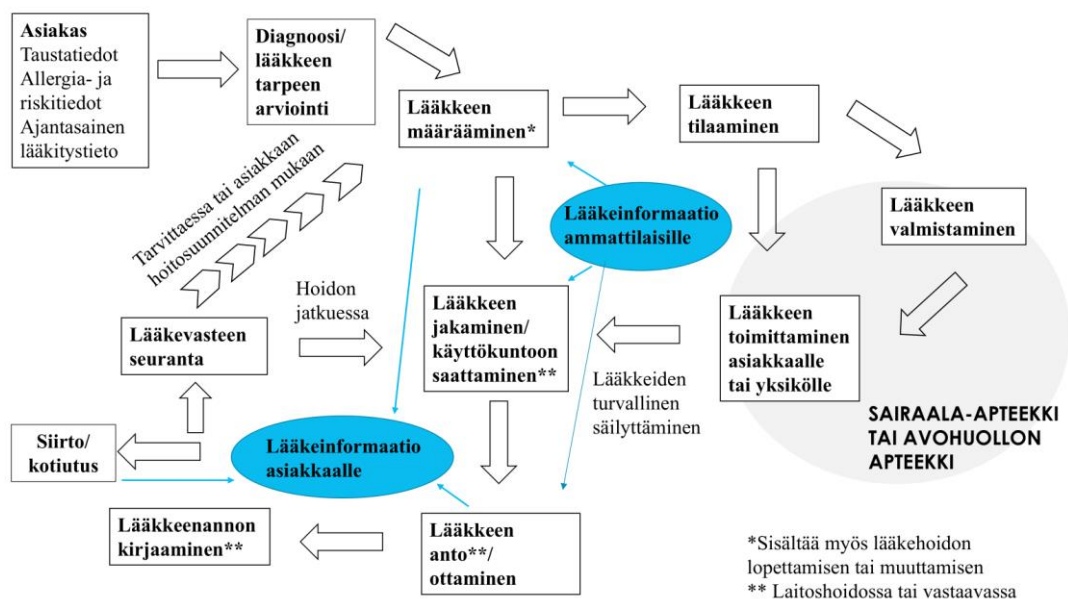 Asiakas
Taustatiedot
Allergia- ja
riskitiedot
Ajantasainen
lääkitystieto
Diagnoosi/
lääkkeen
tarpeen
arviointi
Lääkkeen
määrääminen*
Lääkkeen
tilaaminen
Lääkkeen
valmistaminen
Tarvittaessa tai asiakkaan
hoitosuunnitelman mukaan
Lääkeinformaatio
ammattilaisille
Lääkevasteen
seuranta
Hoidon
jatkuessa
Lääkkeen
jakaminen/
käyttökuntoon
saattaminen**
Lääkkeiden
turvallinen
säilyttäminen
Lääkkeen
toimittaminen
asiakkaalle
tai yksikölle
SAIRAALA-APTEEKKI
TAI AVOHUOLLON
APTEEKKI
Siirto/
kotiutus
Lääkeinformaatio
asiakkaalle
Lääkkeenannon
kirjaaminen**
Lääkkeen
anto**/
ottaminen
*Sisältää myös lääkehoidon
lopettamisen tai muuttamisen
** Laitoshoidossa tai vastaavassa